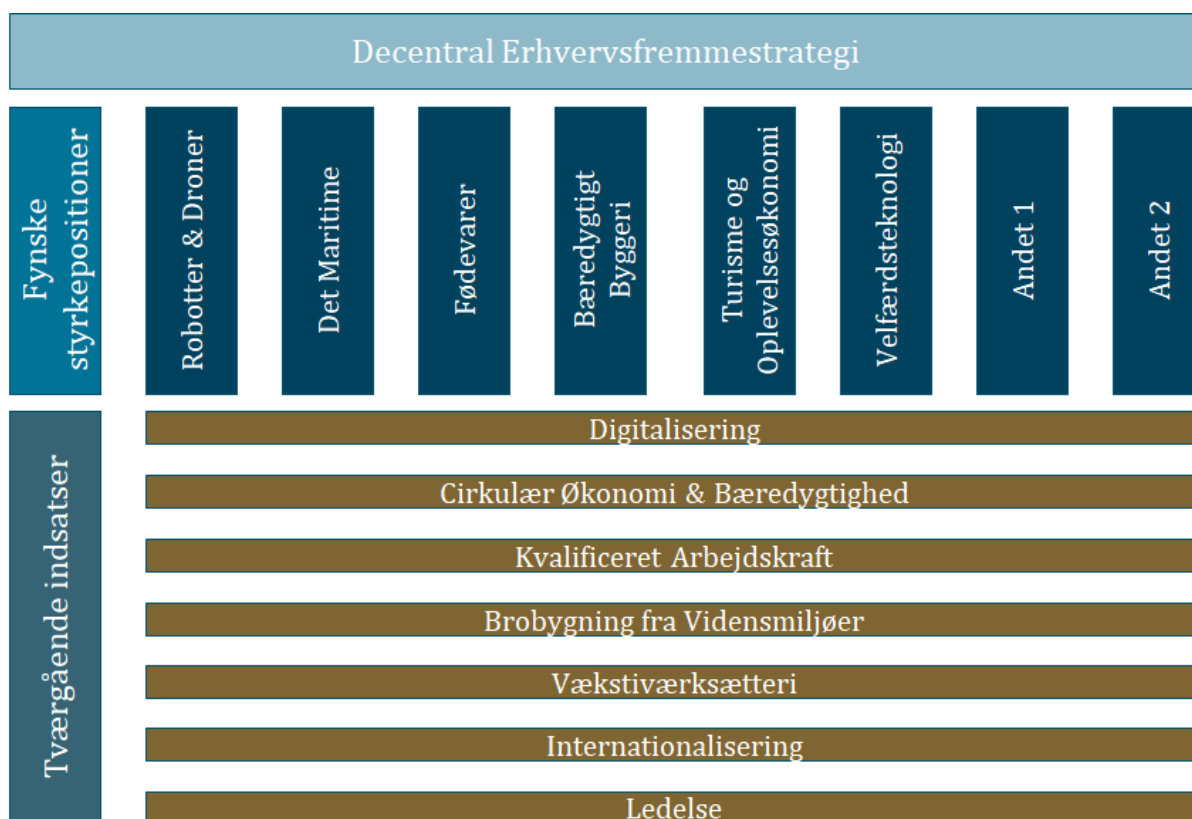 Decentral Erhvervsfremmestrategi
Fynske
styrkepositioner
Robotter & Droner
Det Maritime
Fødevarer
Bæredygtigt
Byggeri
Turisme og
Oplevelsesøkonomi
Velfærdsteknologi
Andet 1
Andet 2
Tværgående indsatser
Digitalisering
Cirkulær Økonomi & Bæredygtighed
Kvalificeret Arbejdskraft
Brobygning fra Vidensmiljøer
Vækstiværksætteri
Internationalisering
Ledelse